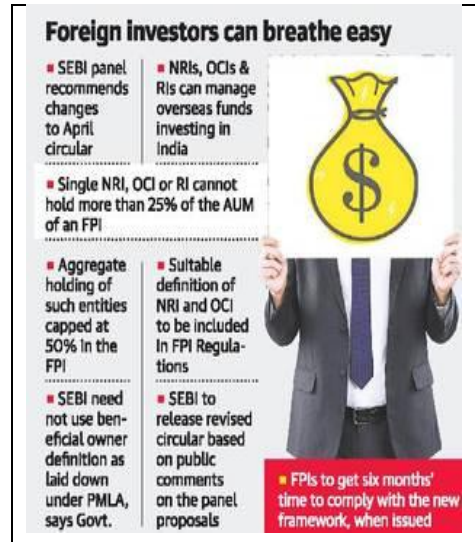 Foreign investors can breathe easy
■ SEBI panel
recommends
changes
to April
circular
■ NRIs, OCIs &
RIs can manage
overseas funds
investing in
India
■ Single NRI, OCI or RI cannot
hold more than 25% of the AUM
of an FPI
■ Aggregate
holding of
such entities
capped at
50% in the
FPI
■ Suitable
definition of
NRI and OCI
to be included
in FPI Regula-
tions
■ SEBI need
not use ben-
eficial owner
definition as
laid down
under PMLA,
says Govt.
■ SEBI to
release revised
circular based
on public
comments
on the panel
proposals
$
■ FPIs to get six months'
time to comply with the new
framework, when issued